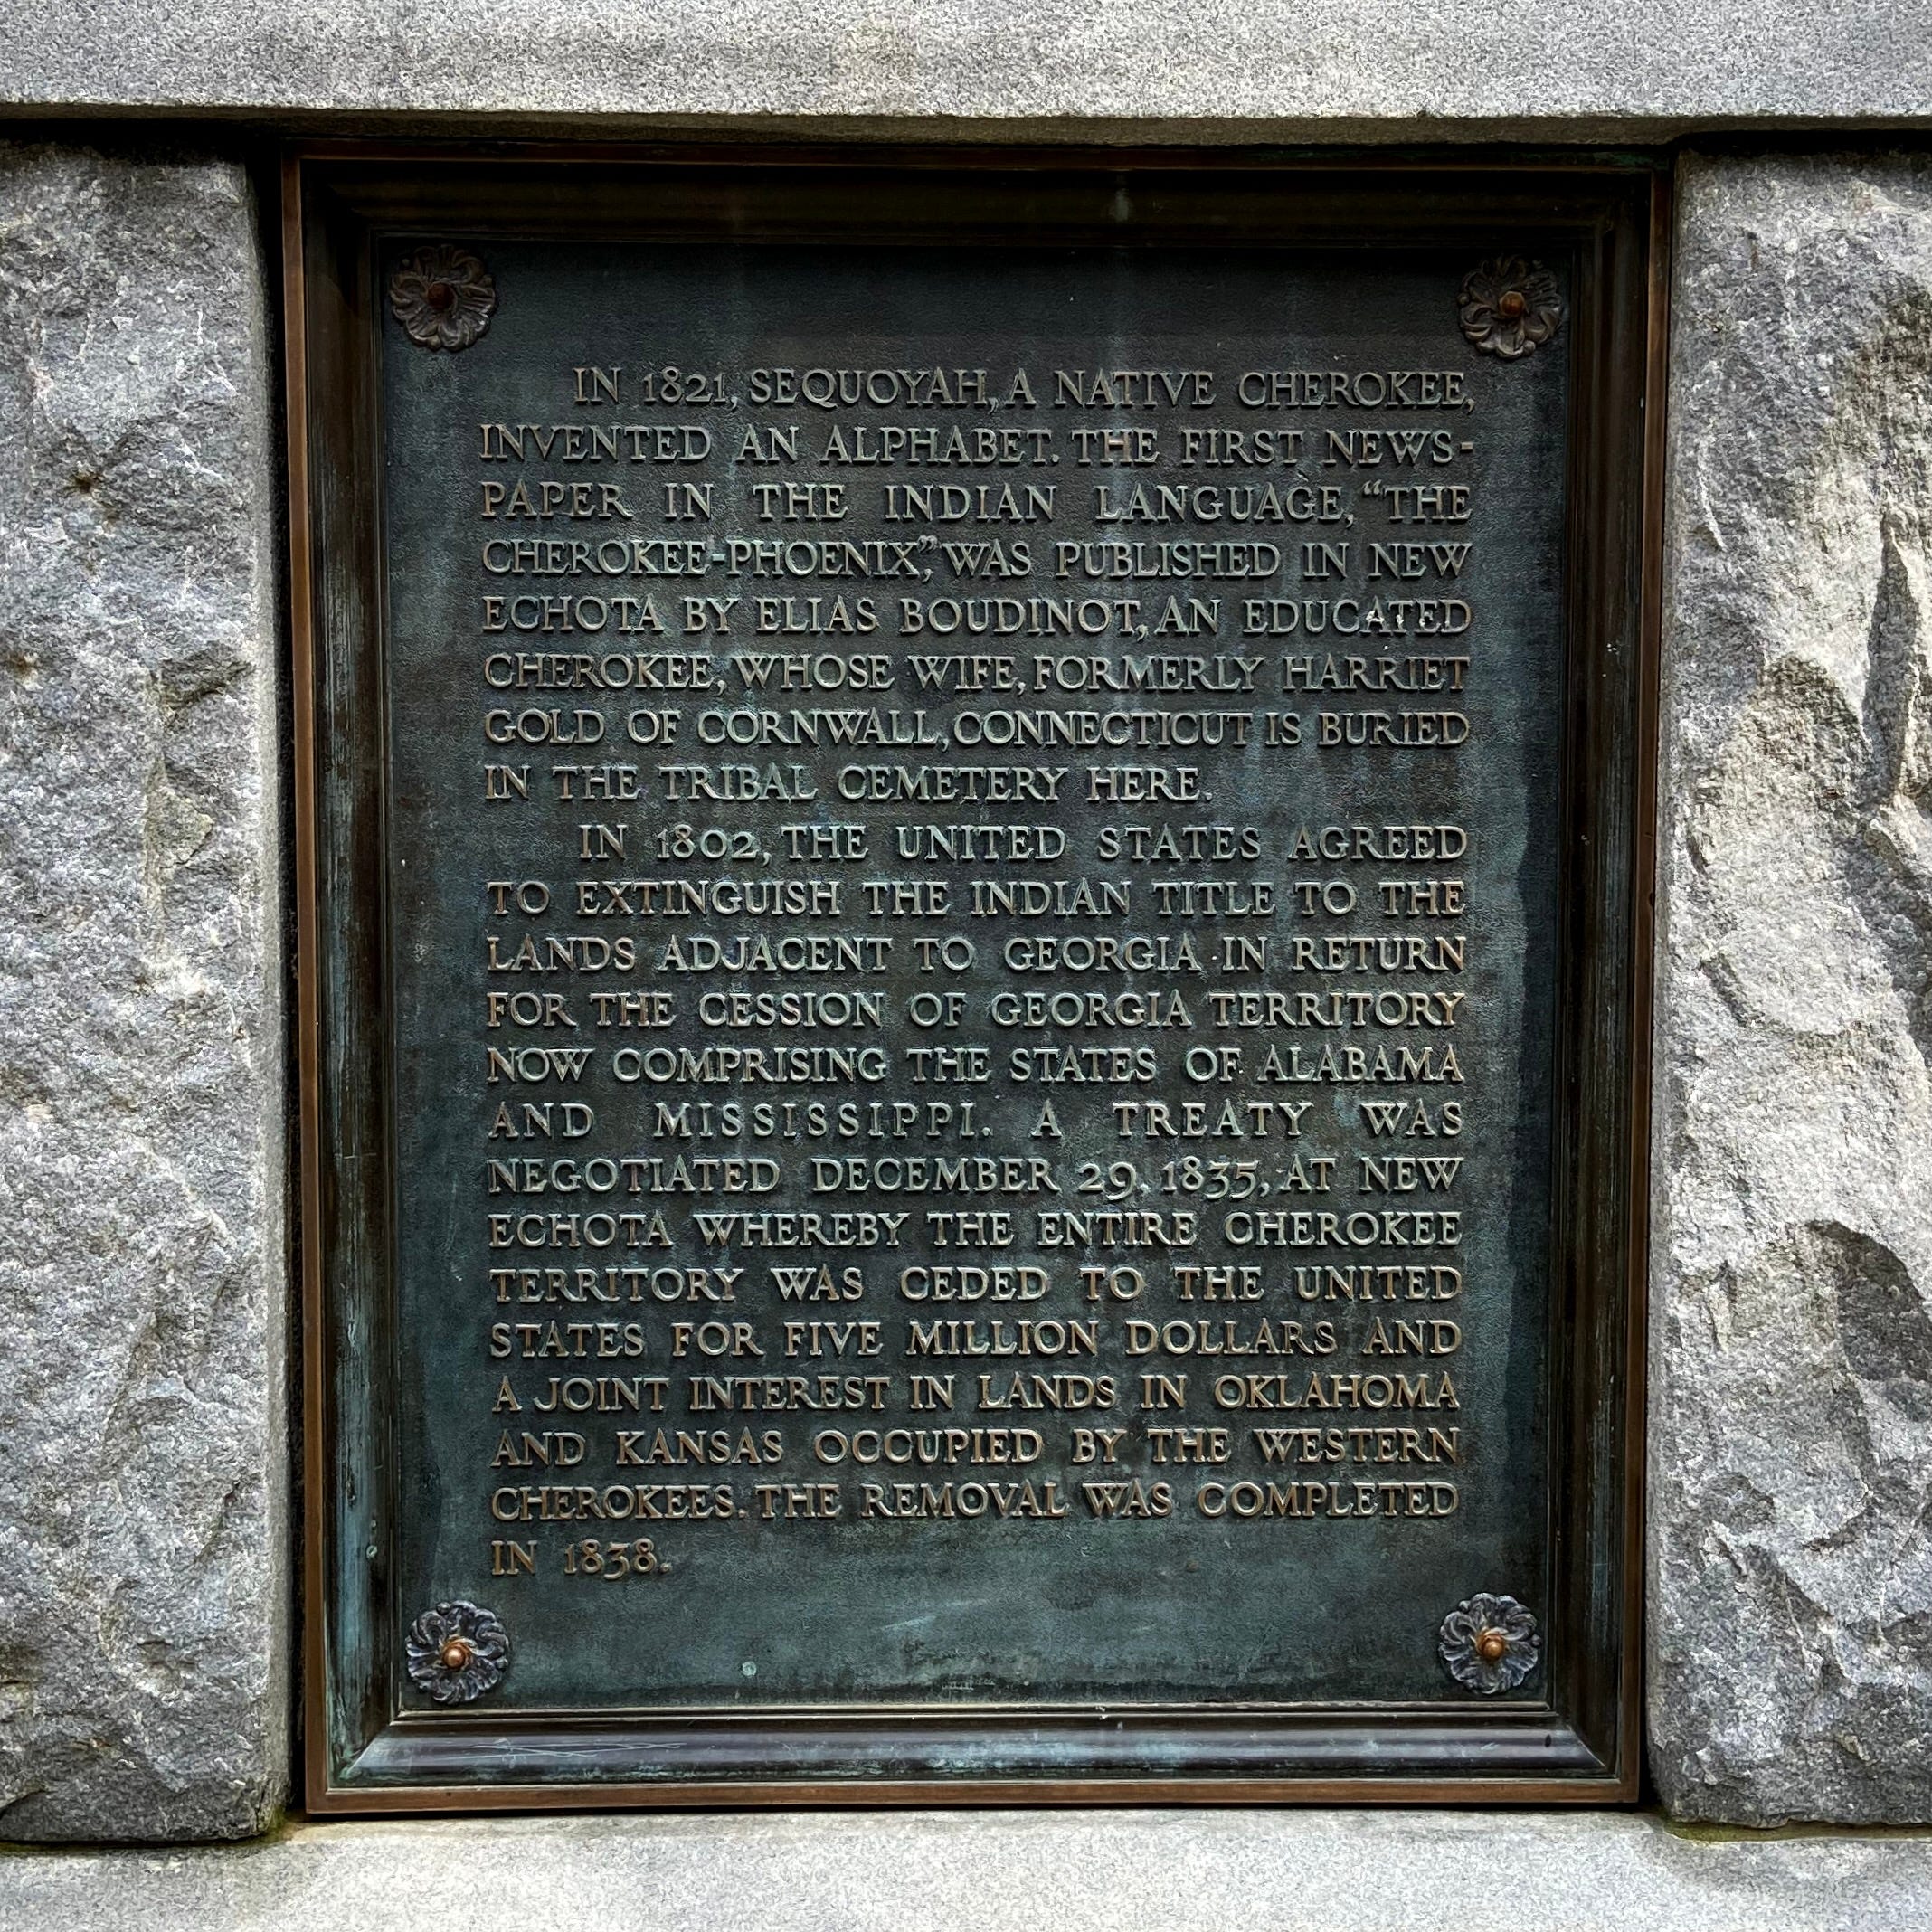 IN 1821, SEQUOYAH, A NATIVE CHEROKEE,
INVENTED AN ALPHABET. THE FIRST NEWS-
PAPER IN THE INDIAN LANGUAGE, “THE
CHEROKEE-PHOENIX”, WAS PUBLISHED IN NEW
ECHOTA BY ELIAS BOUDINOT, AN EDUCATED
CHEROKEE, WHOSE WIFE, FORMERLY HARRIET
GOLD OF CORNWALL, CONNECTICUT IS BURIED
IN THE TRIBAL CEMETERY HERE.
IN 1802, THE UNITED STATES AGREED
TO EXTINGUISH THE INDIAN TITLE TO THE
LANDS ADJACENT TO GEORGIA IN RETURN
FOR THE CESSION OF GEORGIA TERRITORY
NOW COMPRISING THE STATES OF ALABAMA
AND MISSISSIPPI. A TREATY WAS
NEGOTIATED DECEMBER 29, 1835, AT NEW
ECHOTA WHEREBY THE ENTIRE CHEROKEE
TERRITORY WAS CEDED TO THE UNITED
STATES FOR FIVE MILLION DOLLARS AND
A JOINT INTEREST IN LANDS IN OKLAHOMA
AND KANSAS OCCUPIED BY THE WESTERN
CHEROKEES. THE REMOVAL WAS COMPLETED
IN 1838.